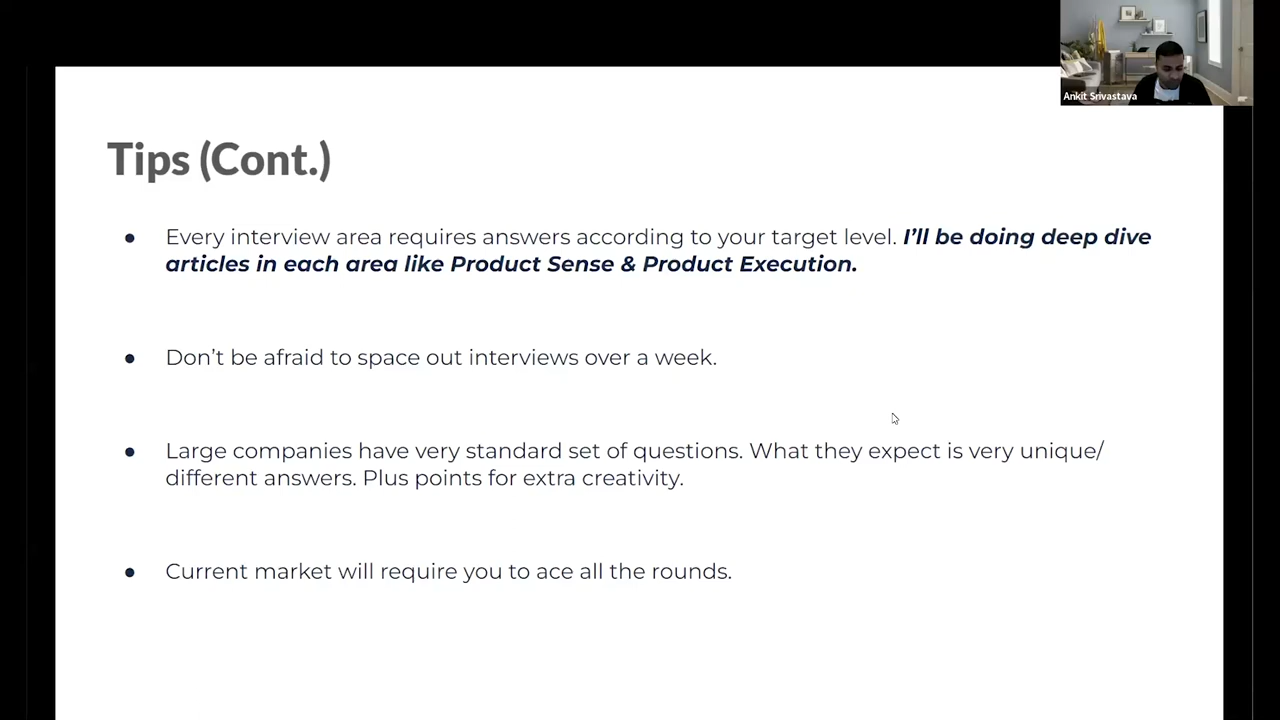 Ankit Srivastava
Tips (Cont.)
● Every interview area requires answers according to your target level. I’ll be doing deep dive
articles in each area like Product Sense & Product Execution.
● Don’t be afraid to space out interviews over a week.
● Large companies have very standard set of questions. What they expect is very unique/
different answers. Plus points for extra creativity.
● Current market will require you to ace all the rounds.